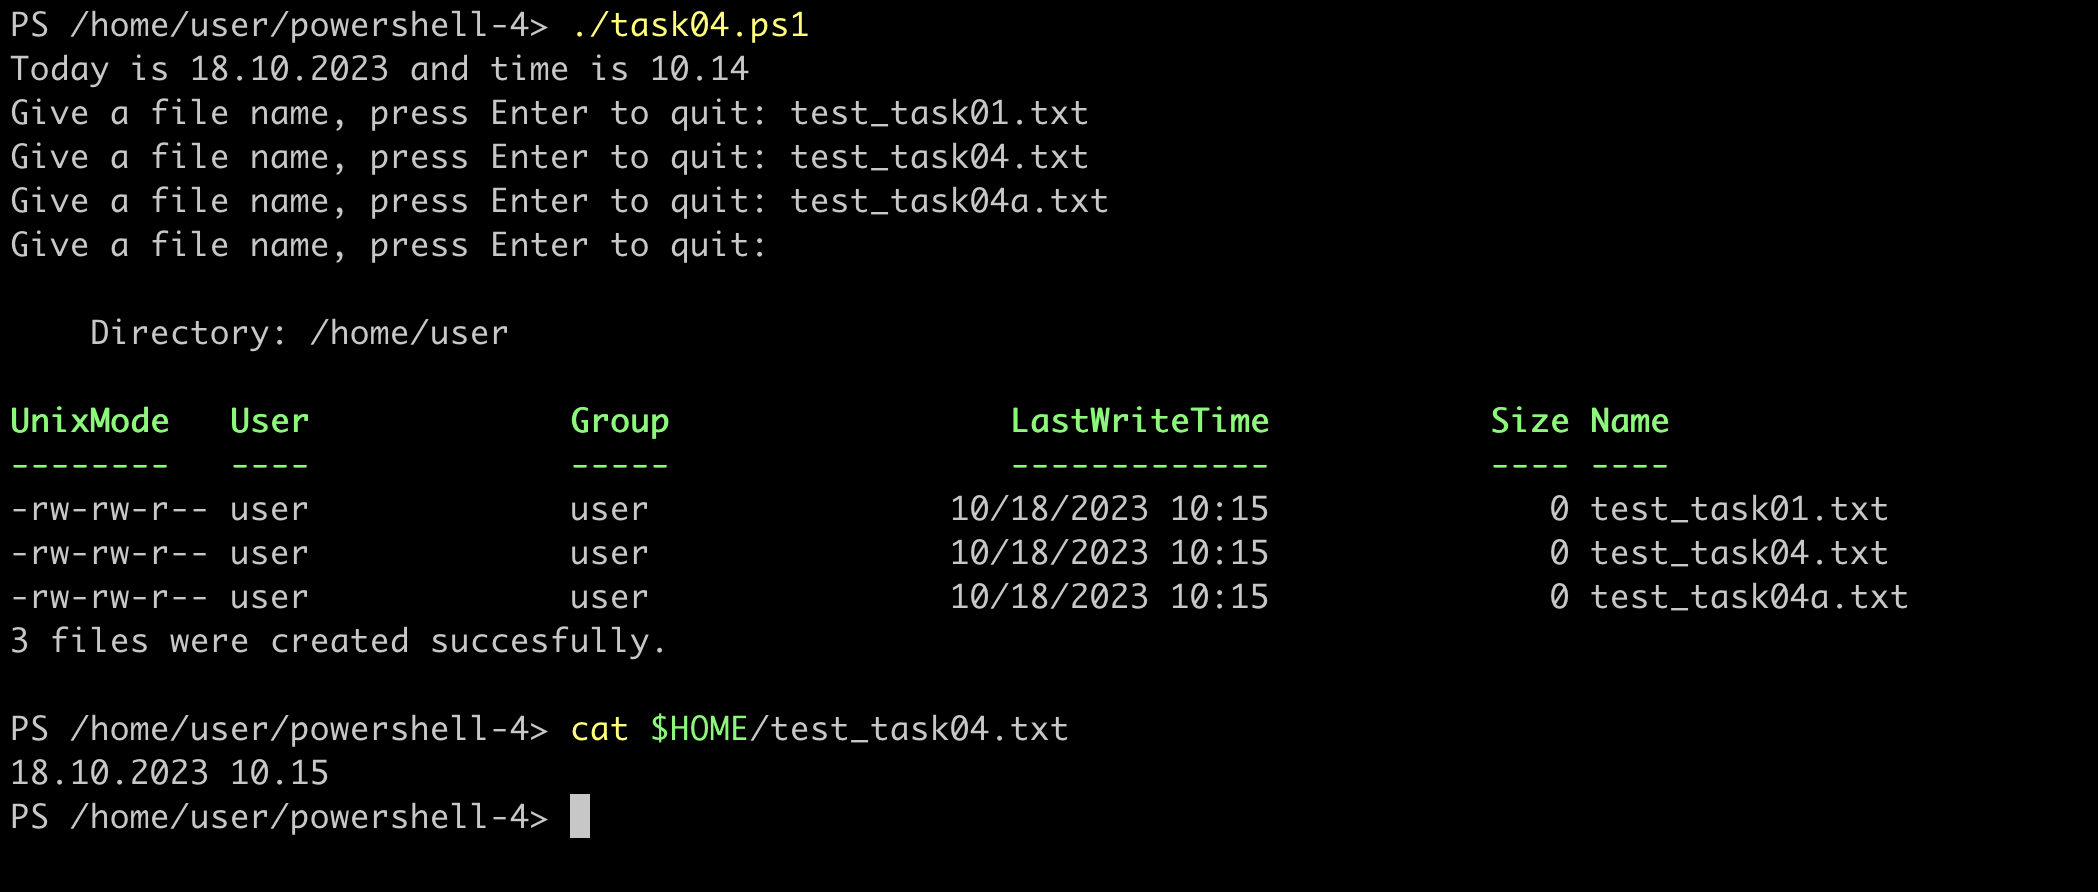 PS /home/user/powershell-4> ./task04.ps1
Today is 18.10.2023 and time is 10.14
Give a file name, press Enter to quit: test_task01.txt
Give a file name, press Enter to quit: test_task04.txt
Give a file name, press Enter to quit: test_task04a.txt
Give a file name, press Enter to quit:
    Directory: /home/user
UnixMode   User             Group                 LastWriteTime           Size Name
--------   ----             -----                 -------------           ---- ----
-rw-rw-r-- user             user               10/18/2023 10:15              0 test_task01.txt
-rw-rw-r-- user             user               10/18/2023 10:15              0 test_task04.txt
-rw-rw-r-- user             user               10/18/2023 10:15              0 test_task04a.txt
3 files were created succesfully.
PS /home/user/powershell-4> cat $HOME/test_task04.txt
18.10.2023 10.15
PS /home/user/powershell-4>